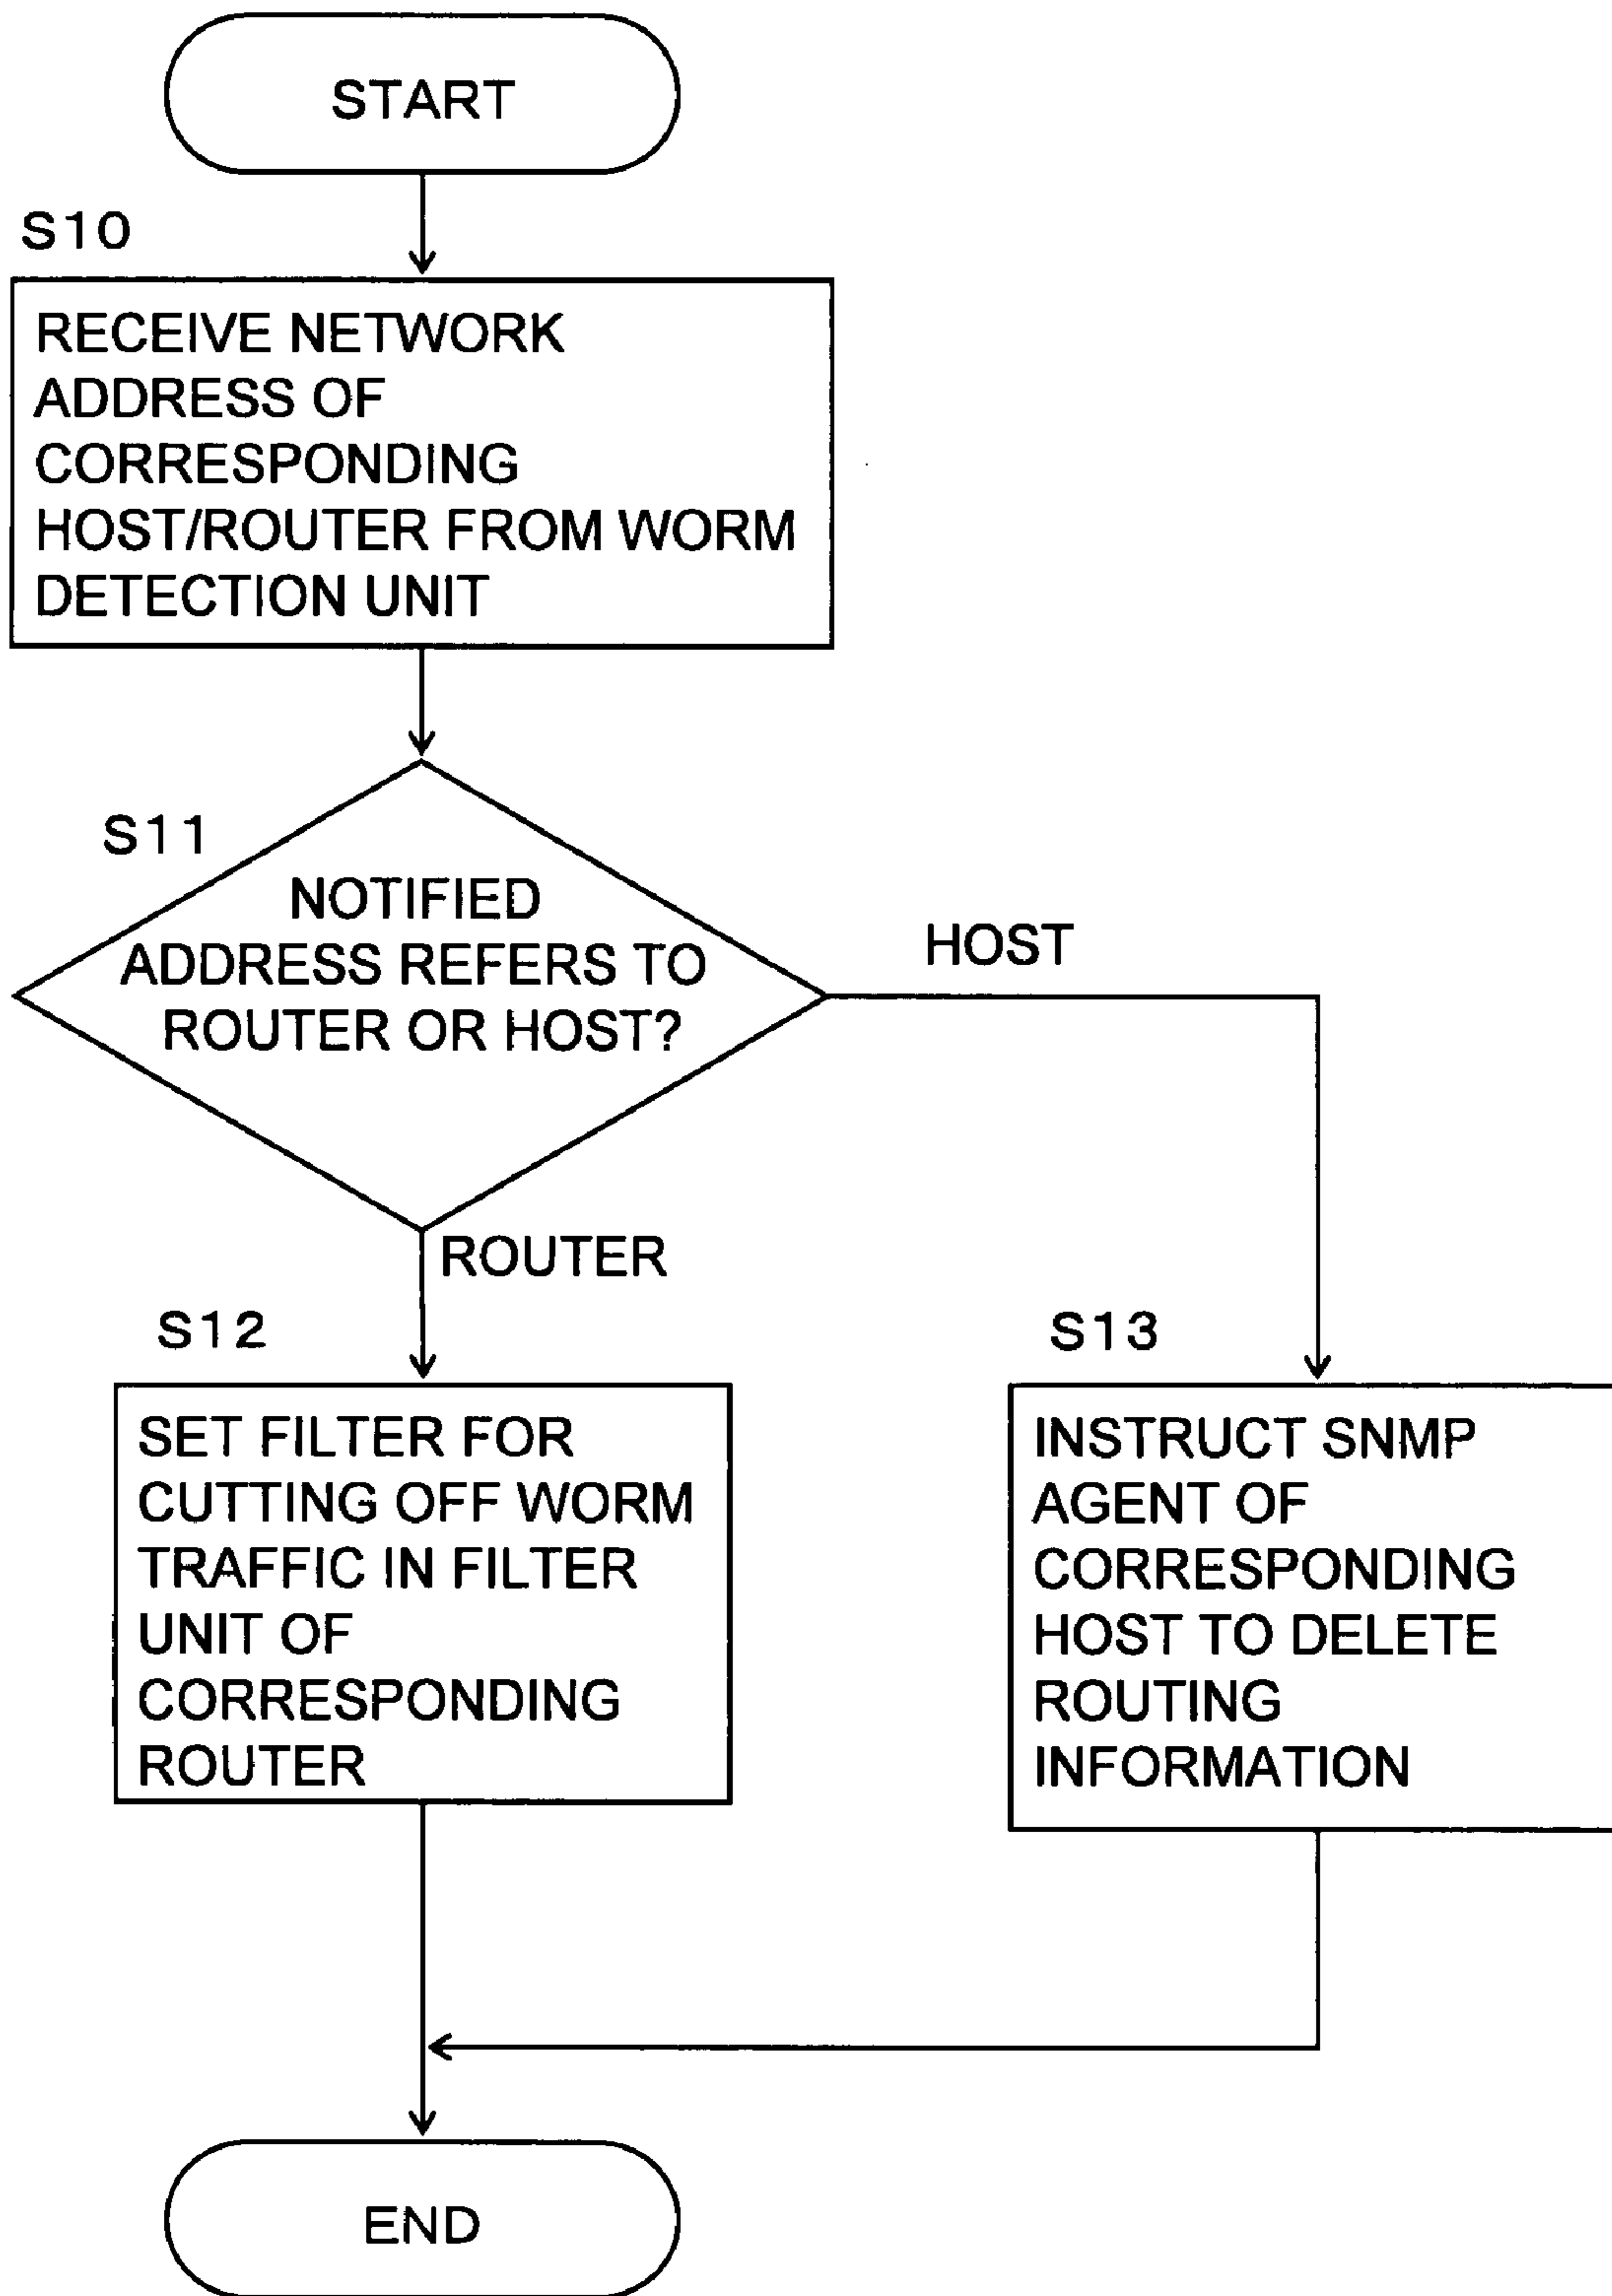 START
S10
RECEIVE NETWORK
ADDRESS OF
CORRESPONDING
HOST/ROUTER FROM WORM
DETECTION UNIT
S11
NOTIFIED
ADDRESS REFERS TO
ROUTER OR HOST?
HOST
ROUTER
S12
SET FILTER FOR
CUTTING OFF WORM
TRAFFIC IN FILTER
UNIT OF
CORRESPONDING
ROUTER
S13
INSTRUCT SNMP
AGENT OF
CORRESPONDING
HOST TO DELETE
ROUTING
INFORMATION
END